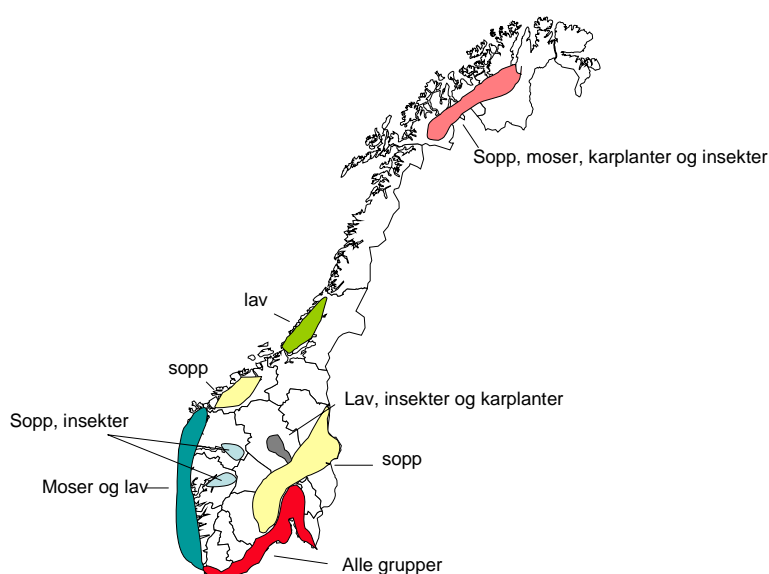 Sopp, moser, karplanter og insekter
lav
sopp
Lav, insekter og karplanter
Sopp, insekter
sopp
Moser og lav
Alle grupper